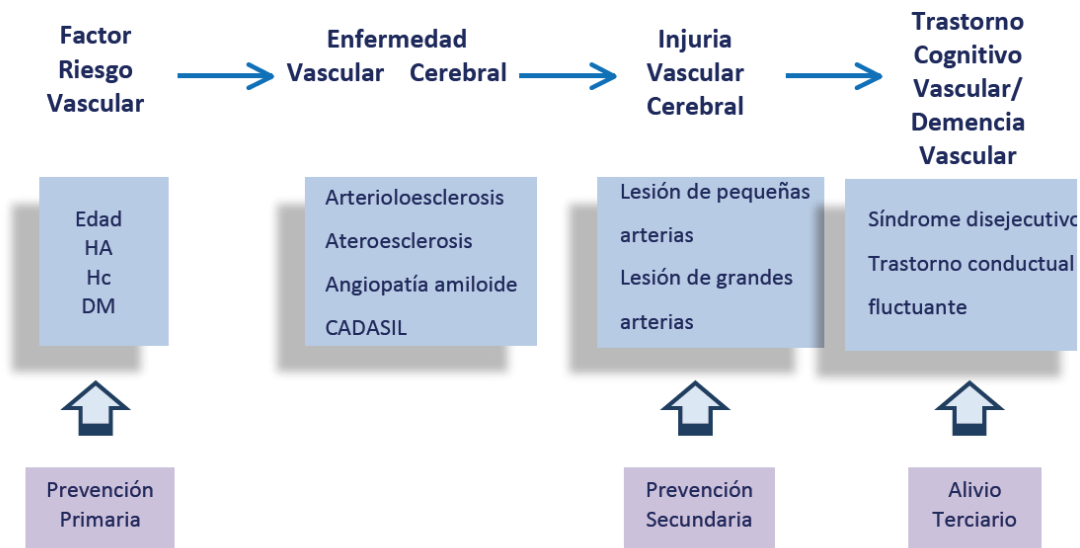 Factor
Riesgo
Vascular
Enfermedad
Vascular Cerebral
Injuria
Vascular
Cerebral
Trastorno
Cognitivo
Vascular/
Demencia
Vascular
Edad
HA
Hc
DM
Arterioloesclerosis
Ateroesclerosis
Angiopatía amiloide
CADASIL
Lesión de pequeñas
arterias
Lesión de grandes
arterias
Síndrome disejecutivo
Trastorno conductual
fluctuante
Prevención
Primaria
Prevención
Secundaria
Alivio
Terciario